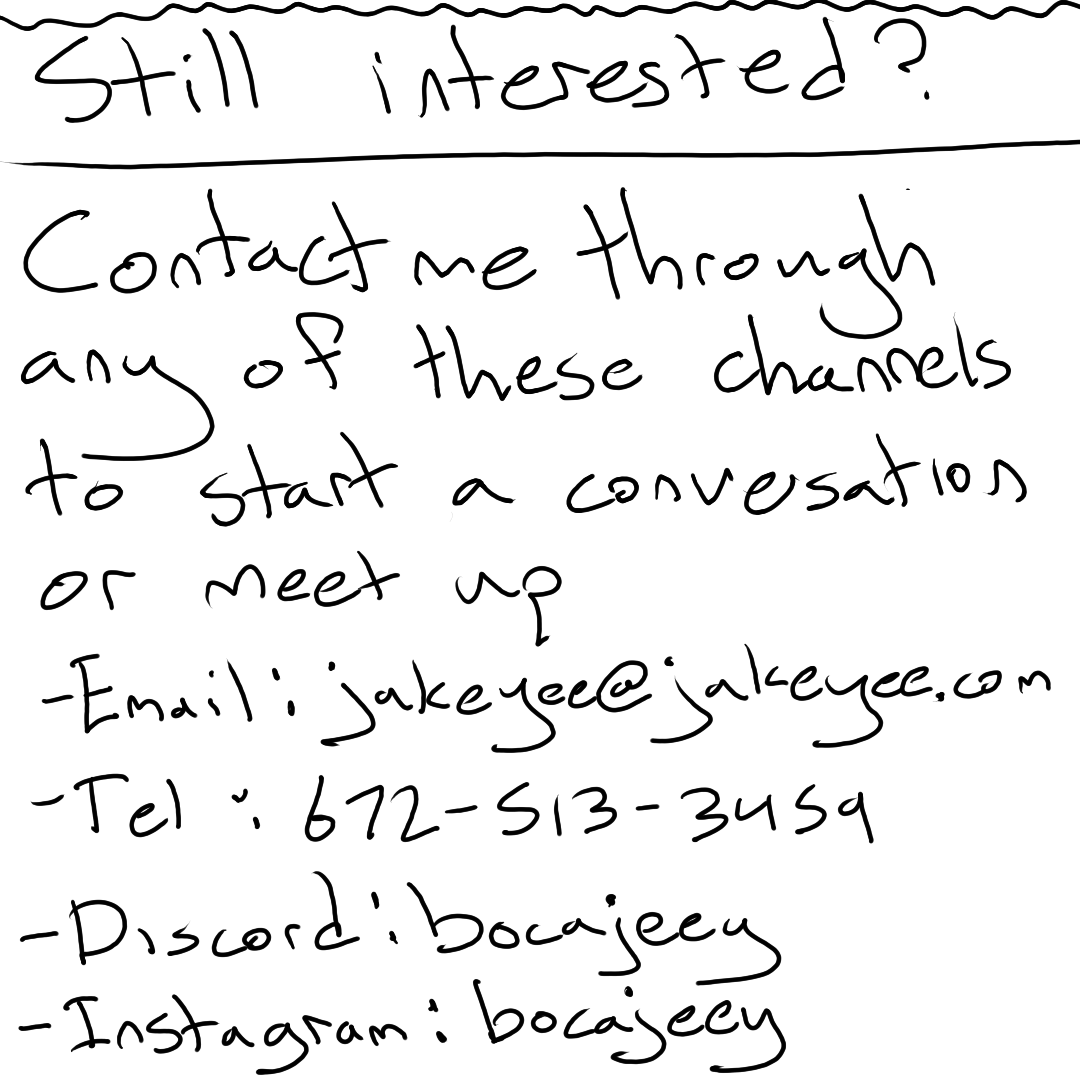 Still interested?
Contact me through
any of these channels
to start a conversation
or meet up
-Email: jakeyee@jakeyee.com
-Tel: 672-513-3459
-Discord: bocajeey
-Instagram: bocajeey